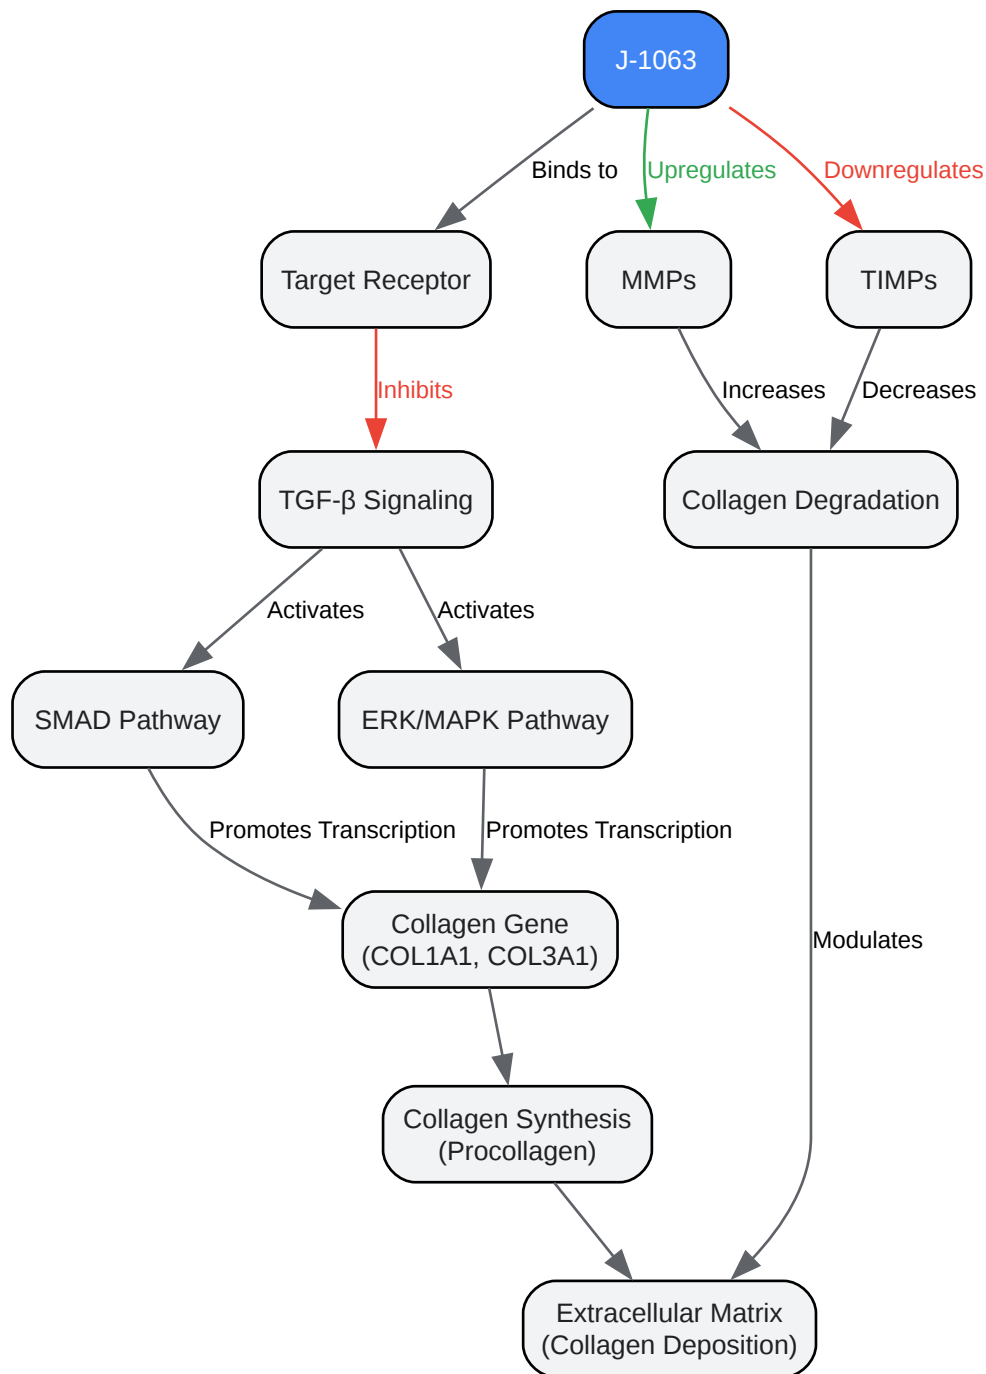 J-1063
Binds to
Upregulates
Downregulates
Target Receptor
MMPs
TIMPs
Inhibits
Increases
Decreases
TGF-β Signaling
Collagen Degradation
Activates
Activates
SMAD Pathway
ERK/MAPK Pathway
Promotes Transcription
Promotes Transcription
Collagen Gene
(COL1A1, COL3A1)
Modulates
Collagen Synthesis
(Procollagen)
Extracellular Matrix
(Collagen Deposition)